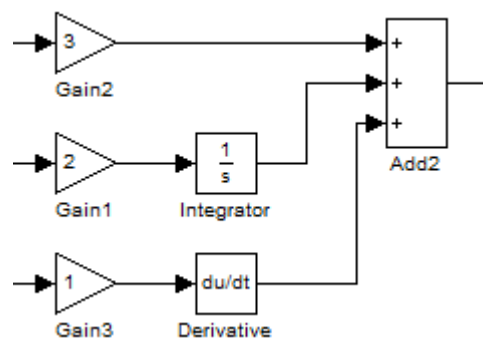 3
+
Gain2
+
+
Add2
2
1
s
Gain1
Integrator
1
du/dt
Gain3
Derivative